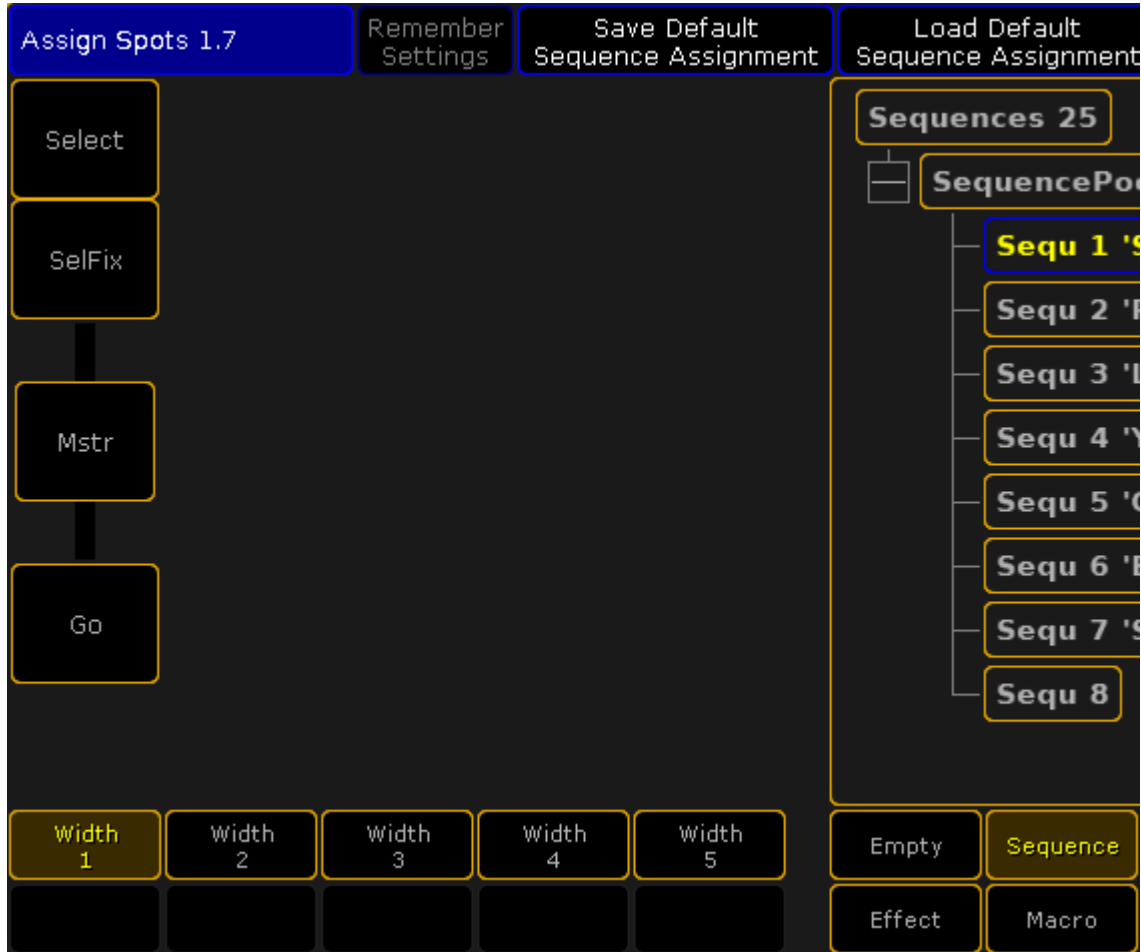 Assign Spots 1.7
Remember
Settings
Save Default
Sequence Assignment
Load Default
Sequence Assignment
Select
SelFix
Mstr
Go
Sequences 25
Sequ 1
Sequ 2
Sequ 3
Sequ 4
Sequ 5
Sequ 6
Sequ 7
Sequ 8
Width
1
Width
2
Width
3
Width
4
Width
5
Empty
Sequence
Effect
Macro